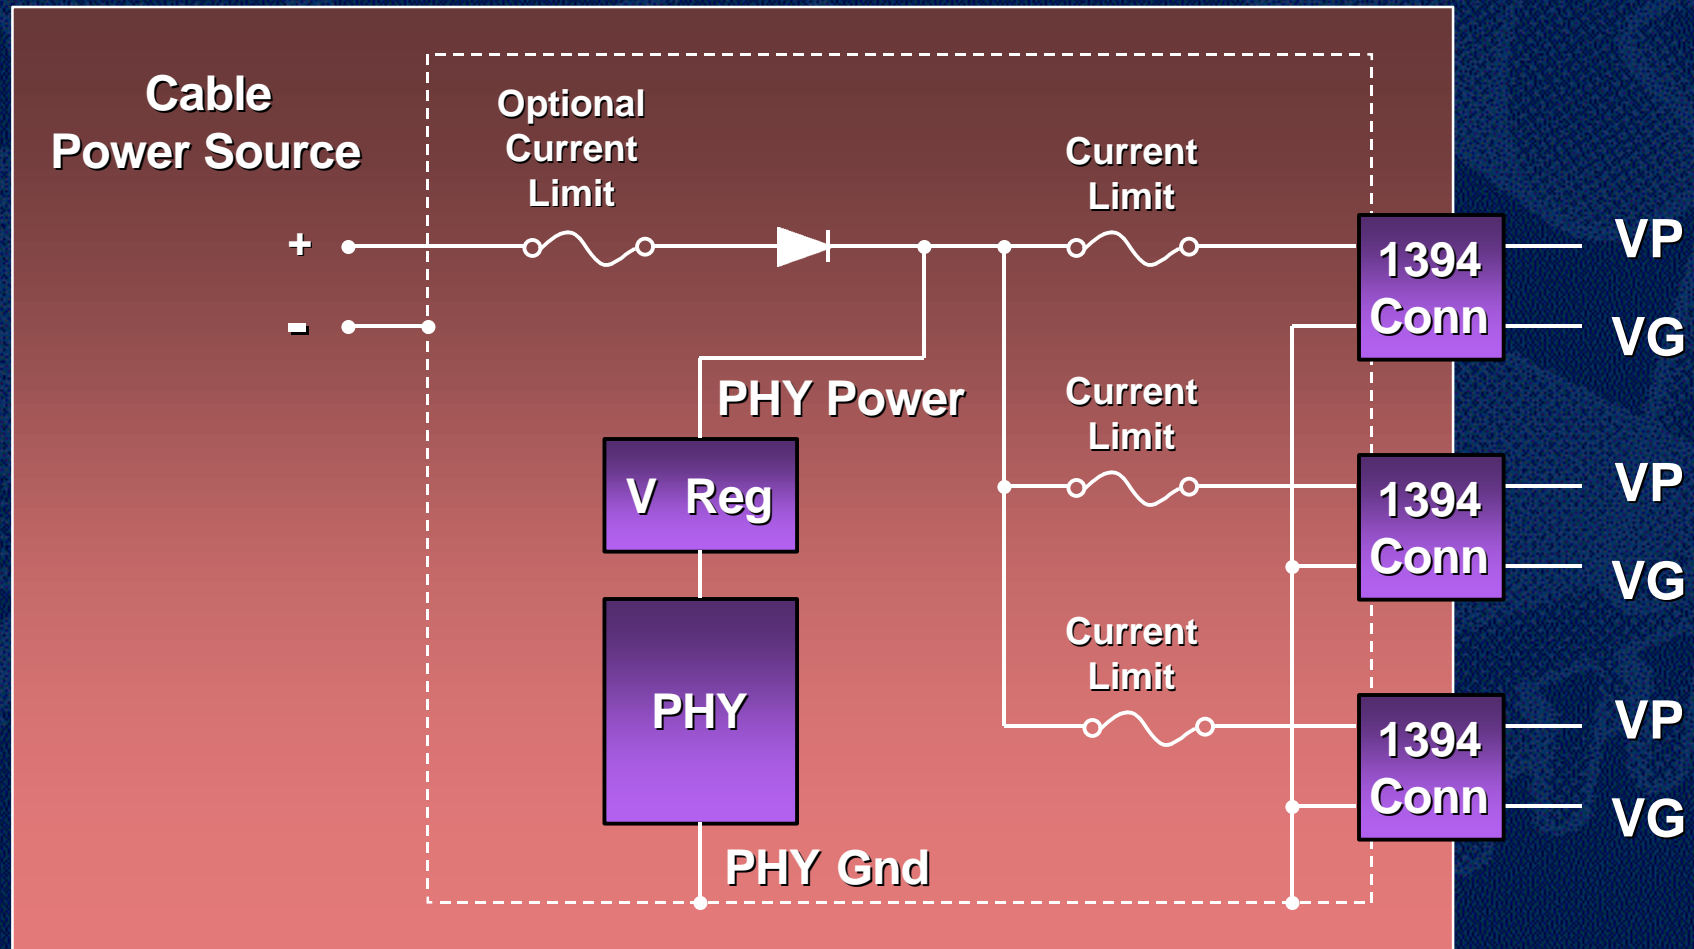 Cable
Power Source
Optional
Current
Limit
Current
Limit
+
-
1394
Conn
VP
VG
PHY Power
Current
Limit
V Reg
1394
Conn
VP
VG
Current
Limit
PHY
1394
Conn
VP
VG
PHY Gnd